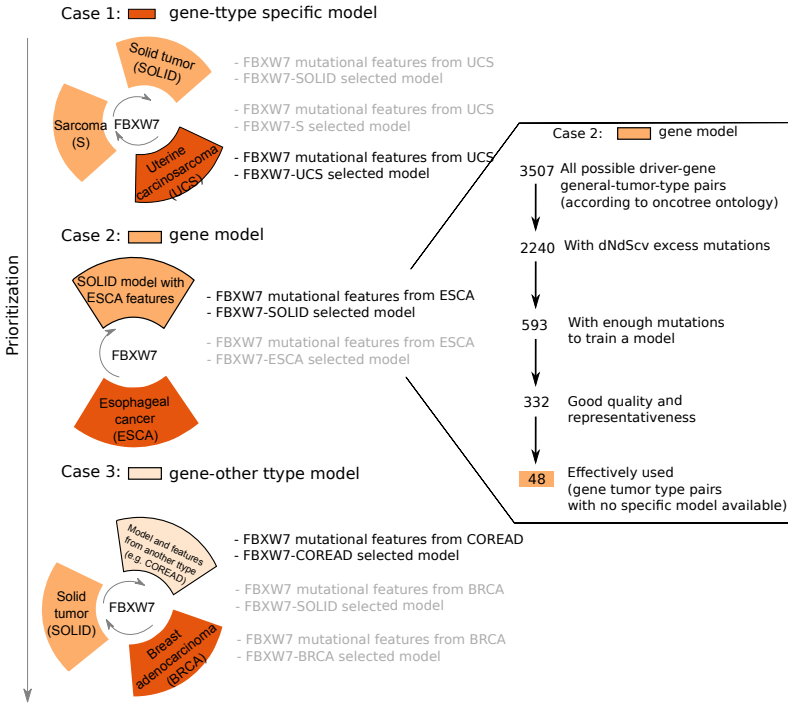 Case 1: gene-ttype specific model
Solid tumor
(SOLID)
Sarcoma
(S)
FBXW7
Uterine
carcinosarcoma
(UCS)
- FBXW7 mutational features from UCS
- FBXW7-SOLID selected model
- FBXW7 mutational features from UCS
- FBXW7-S selected model
- FBXW7 mutational features from UCS
- FBXW7-UCS selected model
Case 2: gene model
SOLID model with
ESCA features
FBXW7
Esophageal
cancer
(ESCA)
- FBXW7 mutational features from ESCA
- FBXW7-SOLID selected model
- FBXW7 mutational features from ESCA
- FBXW7-ESCA selected model
Case 3: gene-other ttype model
Model and features
from another ttype
(e.g. COREAD)
Solid
tumor
(SOLID)
FBXW7
Breast
adenocarcinoma
(BRCA)
- FBXW7 mutational features from COREAD
- FBXW7-COREAD selected model
- FBXW7 mutational features from BRCA
- FBXW7-SOLID selected model
- FBXW7 mutational features from BRCA
- FBXW7-BRCA selected model
Prioritization
Case 2: gene model
3507 All possible driver-gene
general-tumor-type pairs
(according to oncotree ontology)
2240 With dNdScv excess mutations
593 With enough mutations
to train a model
332 Good quality and
representativeness
48 Effectively used
(gene tumor type pairs
with no specific model available)